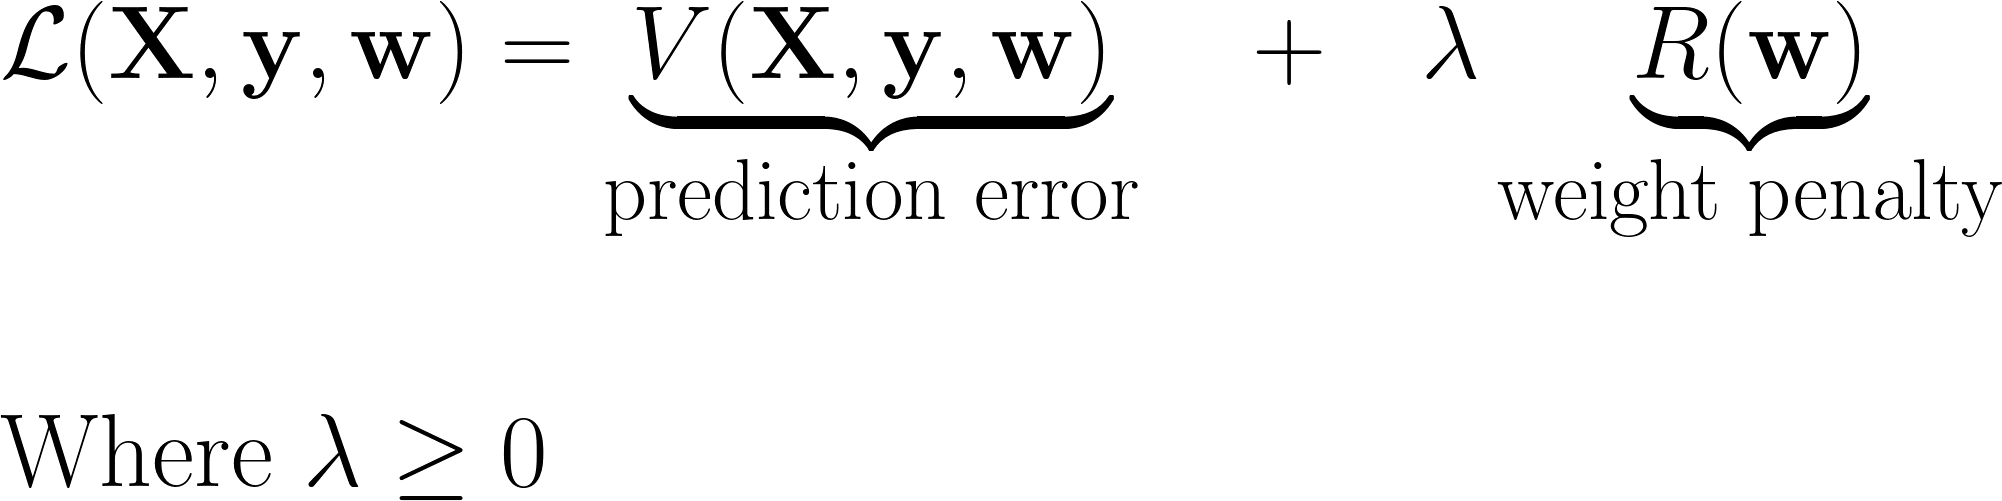 𝓛(𝐗, 𝐲, 𝐰) = V(𝐗, 𝐲, 𝐰) + λ R(𝐰)
prediction error weight penalty
Where λ ≥ 0